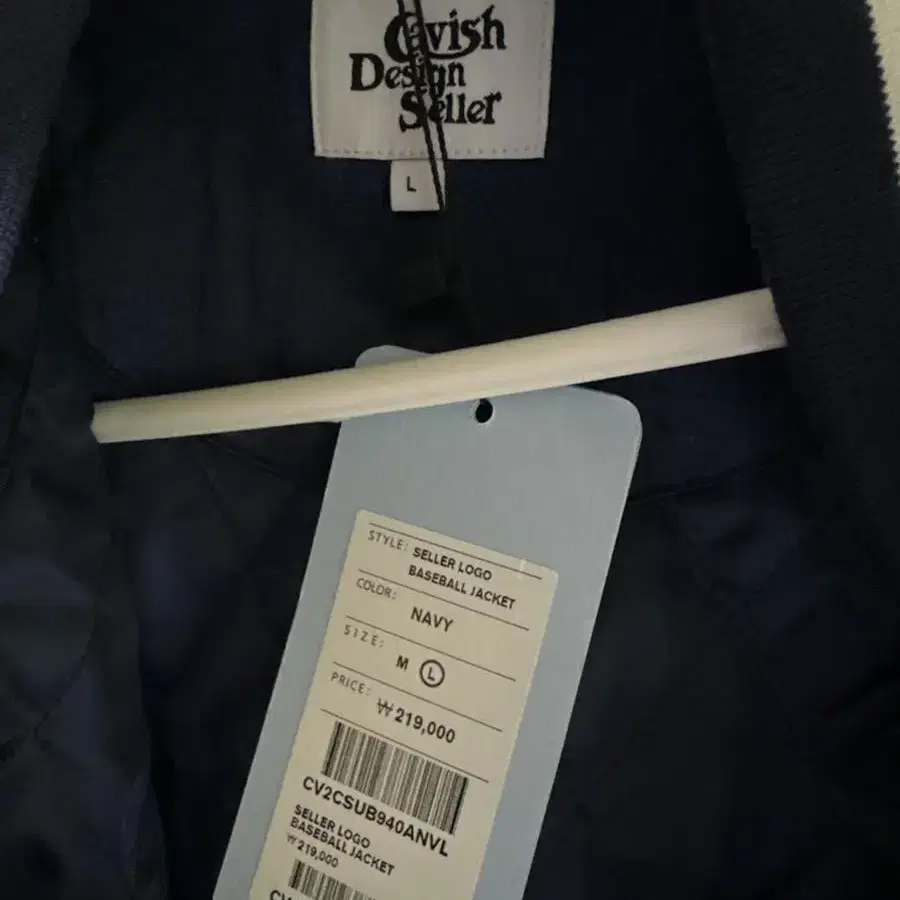 Cavish
Design
Seller
L
STYLE: SELLER LOGO
BASEBALL JACKET
COLOR: NAVY
SIZE: M L
PRICE: ₩219,000
CV2CSUB940ANVL
SELLER LOGO
BASEBALL JACKET
₩219,000